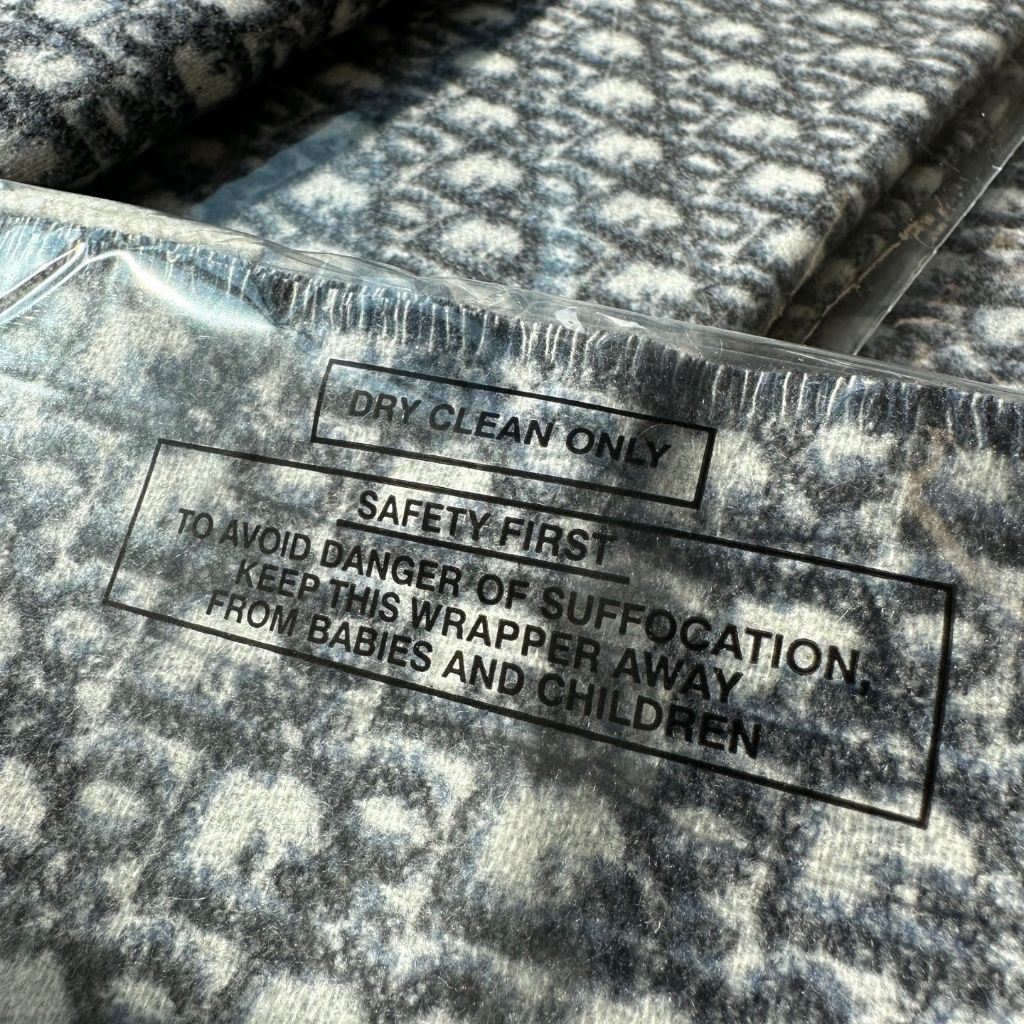 DRY CLEAN ONLY
SAFETY FIRST
TO AVOID DANGER OF SUFFOCATION,
KEEP THIS WRAPPER AWAY
FROM BABIES AND CHILDREN